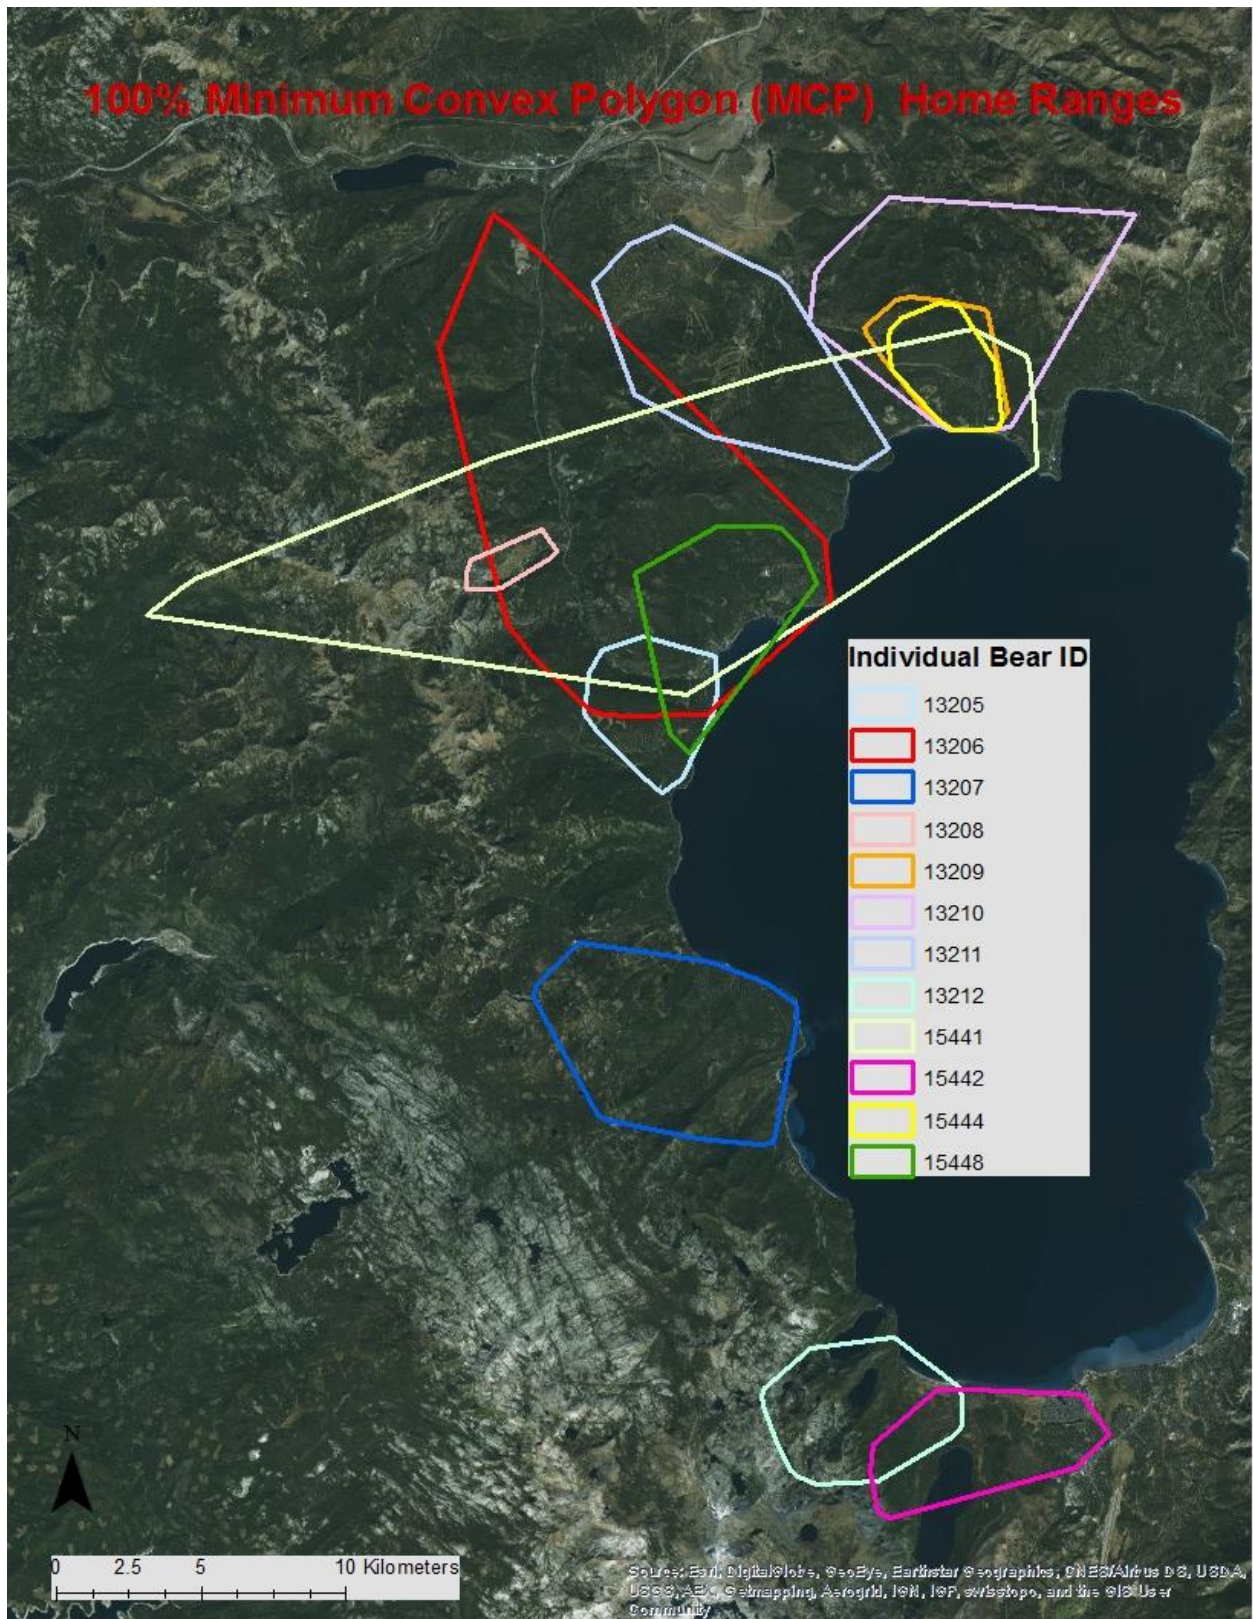 100% Minimum Convex Polygon (MCP) Home Ranges
Individual Bear ID
13205
13206
13207
13208
13209
13210
13211
13212
15441
15442
15444
15448
N
0 2.5 5 10 Kilometers
Source: Esri, DigitalGlobe, GeoEye, Earthstar Geographics, CNES/Airbus DS, USDA,
USGS, AEX, Getmapping, Aerogrid, IGN, IGP, swisstopo, and the GIS User
Community